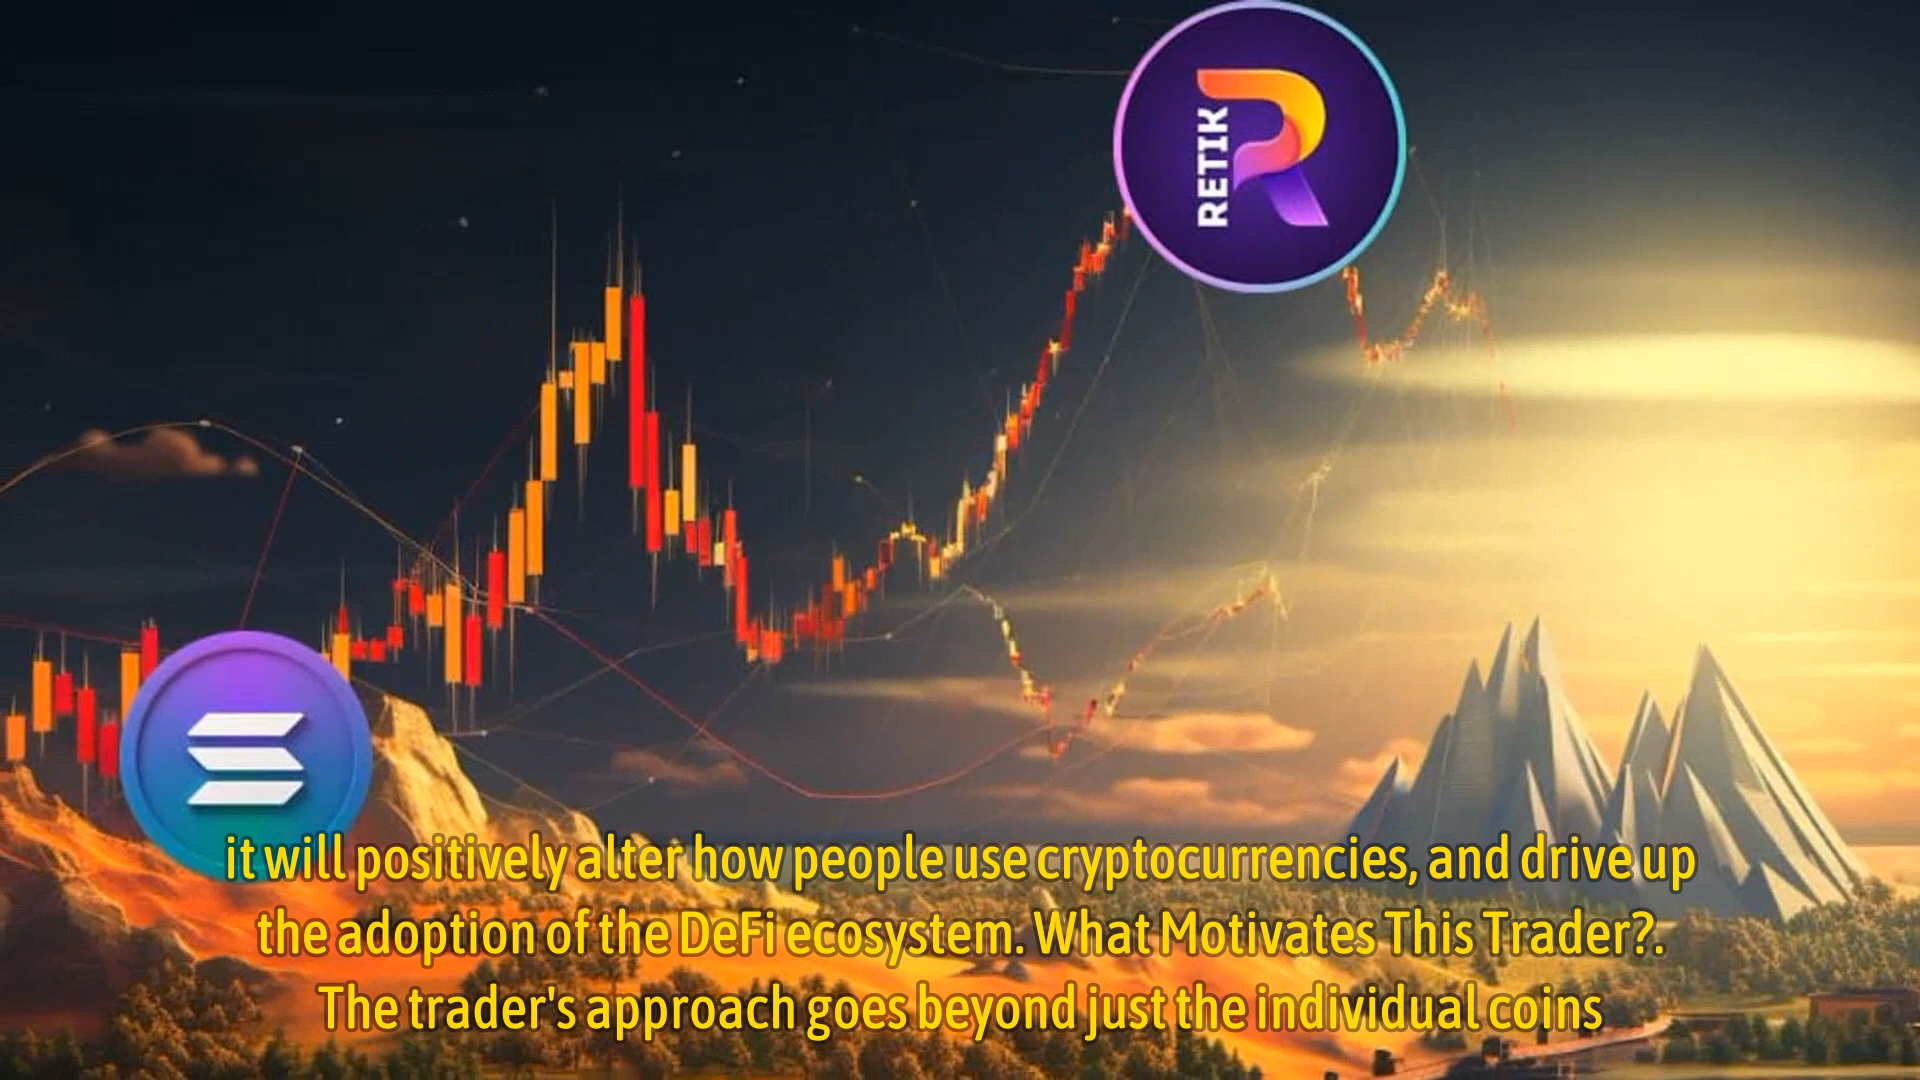 RETIK
it will positively alter how people use cryptocurrencies, and drive up
the adoption of the DeFi ecosystem. What Motivates This Trader?.
The trader's approach goes beyond just the individual coins